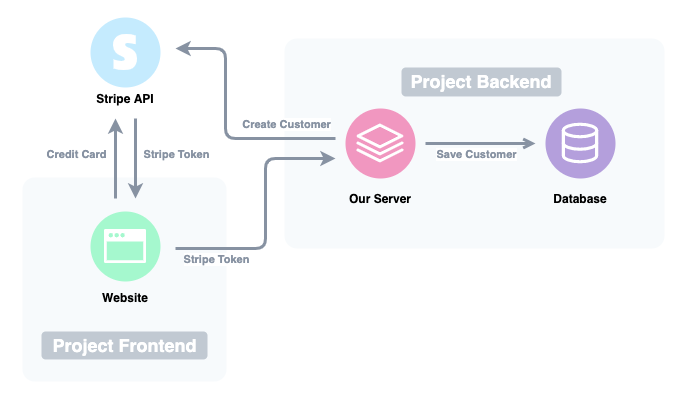 S
Stripe API
Project Backend
Create Customer
Credit Card
Stripe Token
Save Customer
Our Server
Database
Stripe Token
Website
Project Frontend